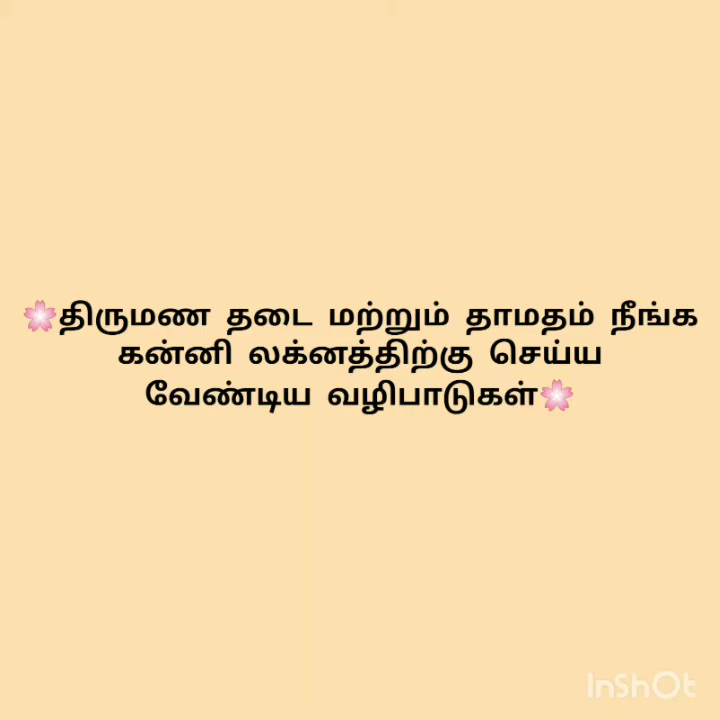 🌸திருமண தடை மற்றும் தாமதம் நீங்க
கன்னி லக்னத்திற்கு செய்ய
வேண்டிய வழிபாடுகள்🌸
InShOt